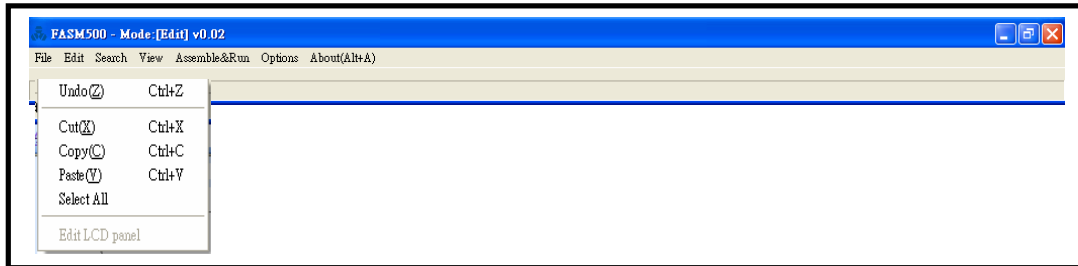 FASM500 - Mode:[Edit] v0.02
File Edit Search View Assemble&Run Options About(Alt+A)
Undo(Z) Ctrl+Z
Cut(X) Ctrl+X
Copy(C) Ctrl+C
Paste(V) Ctrl+V
Select All
Edit LCD panel